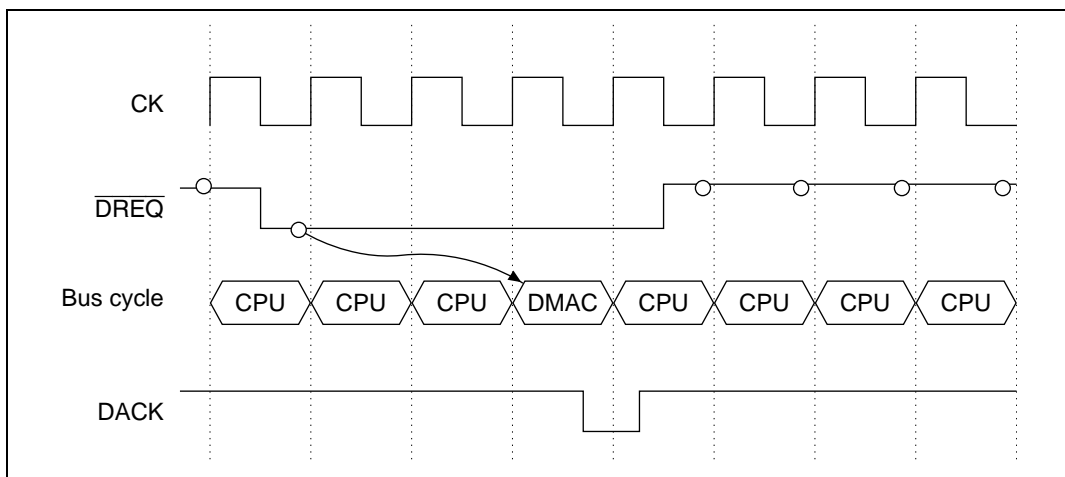 CK
DREQ
Bus cycle CPU CPU CPU DMAC CPU CPU CPU CPU
DACK